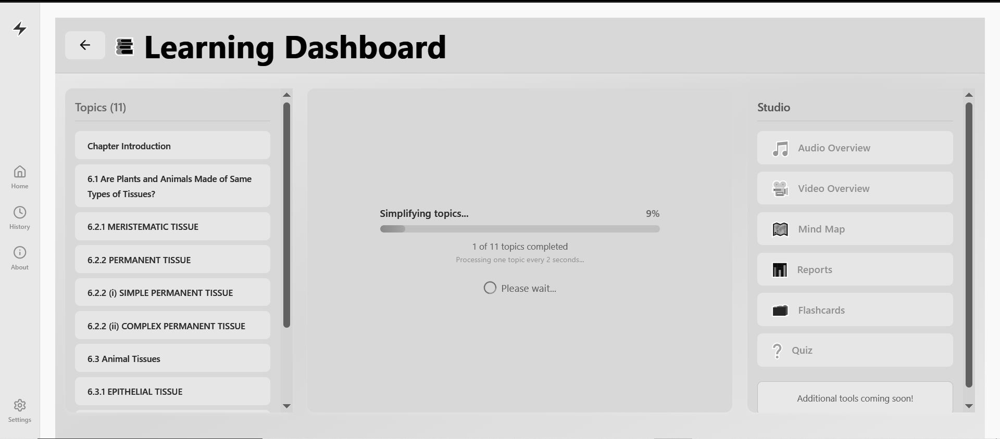 Learning Dashboard
Home
History
About
Settings
Topics (11)
Chapter Introduction
6.1 Are Plants and Animals Made of Same
Types of Tissues?
6.2.1 MERISTEMATIC TISSUE
6.2.2 PERMANENT TISSUE
6.2.2 (i) SIMPLE PERMANENT TISSUE
6.2.2 (ii) COMPLEX PERMANENT TISSUE
6.3 Animal Tissues
6.3.1 EPITHELIAL TISSUE
Simplifying topics... 9%
1 of 11 topics completed
Processing one topic every 2 seconds...
Please wait...
Studio
Audio Overview
Video Overview
Mind Map
Reports
Flashcards
Quiz
Additional tools coming soon!